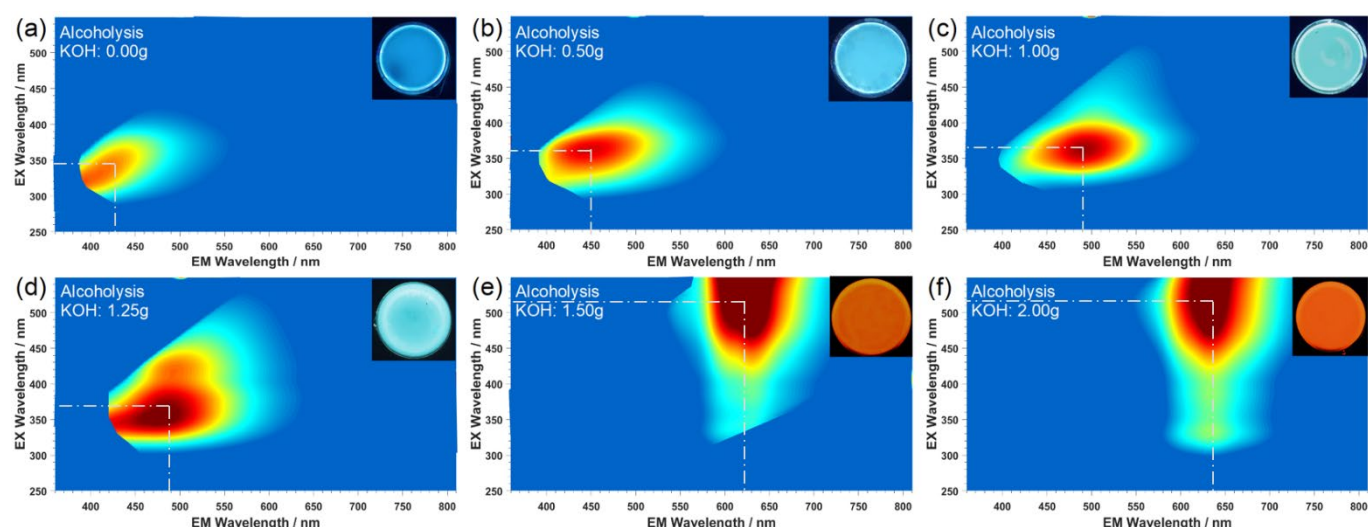 (a)
Alcoholysis
KOH: 0.00g
EX Wavelength / nm
500
450
400
350
300
250
400 450 500 550 600 650 700 750 800
EM Wavelength / nm
(b)
Alcoholysis
KOH: 0.50g
EX Wavelength / nm
500
450
400
350
300
250
400 450 500 550 600 650 700 750 800
EM Wavelength / nm
(c)
Alcoholysis
KOH: 1.00g
EX Wavelength / nm
500
450
400
350
300
250
400 450 500 550 600 650 700 750 800
EM Wavelength / nm
(d)
Alcoholysis
KOH: 1.25g
EX Wavelength / nm
500
450
400
350
300
250
400 450 500 550 600 650 700 750 800
EM Wavelength / nm
(e)
Alcoholysis
KOH: 1.50g
EX Wavelength / nm
500
450
400
350
300
250
400 450 500 550 600 650 700 750 800
EM Wavelength / nm
(f)
Alcoholysis
KOH: 2.00g
EX Wavelength / nm
500
450
400
350
300
250
400 450 500 550 600 650 700 750 800
EM Wavelength / nm